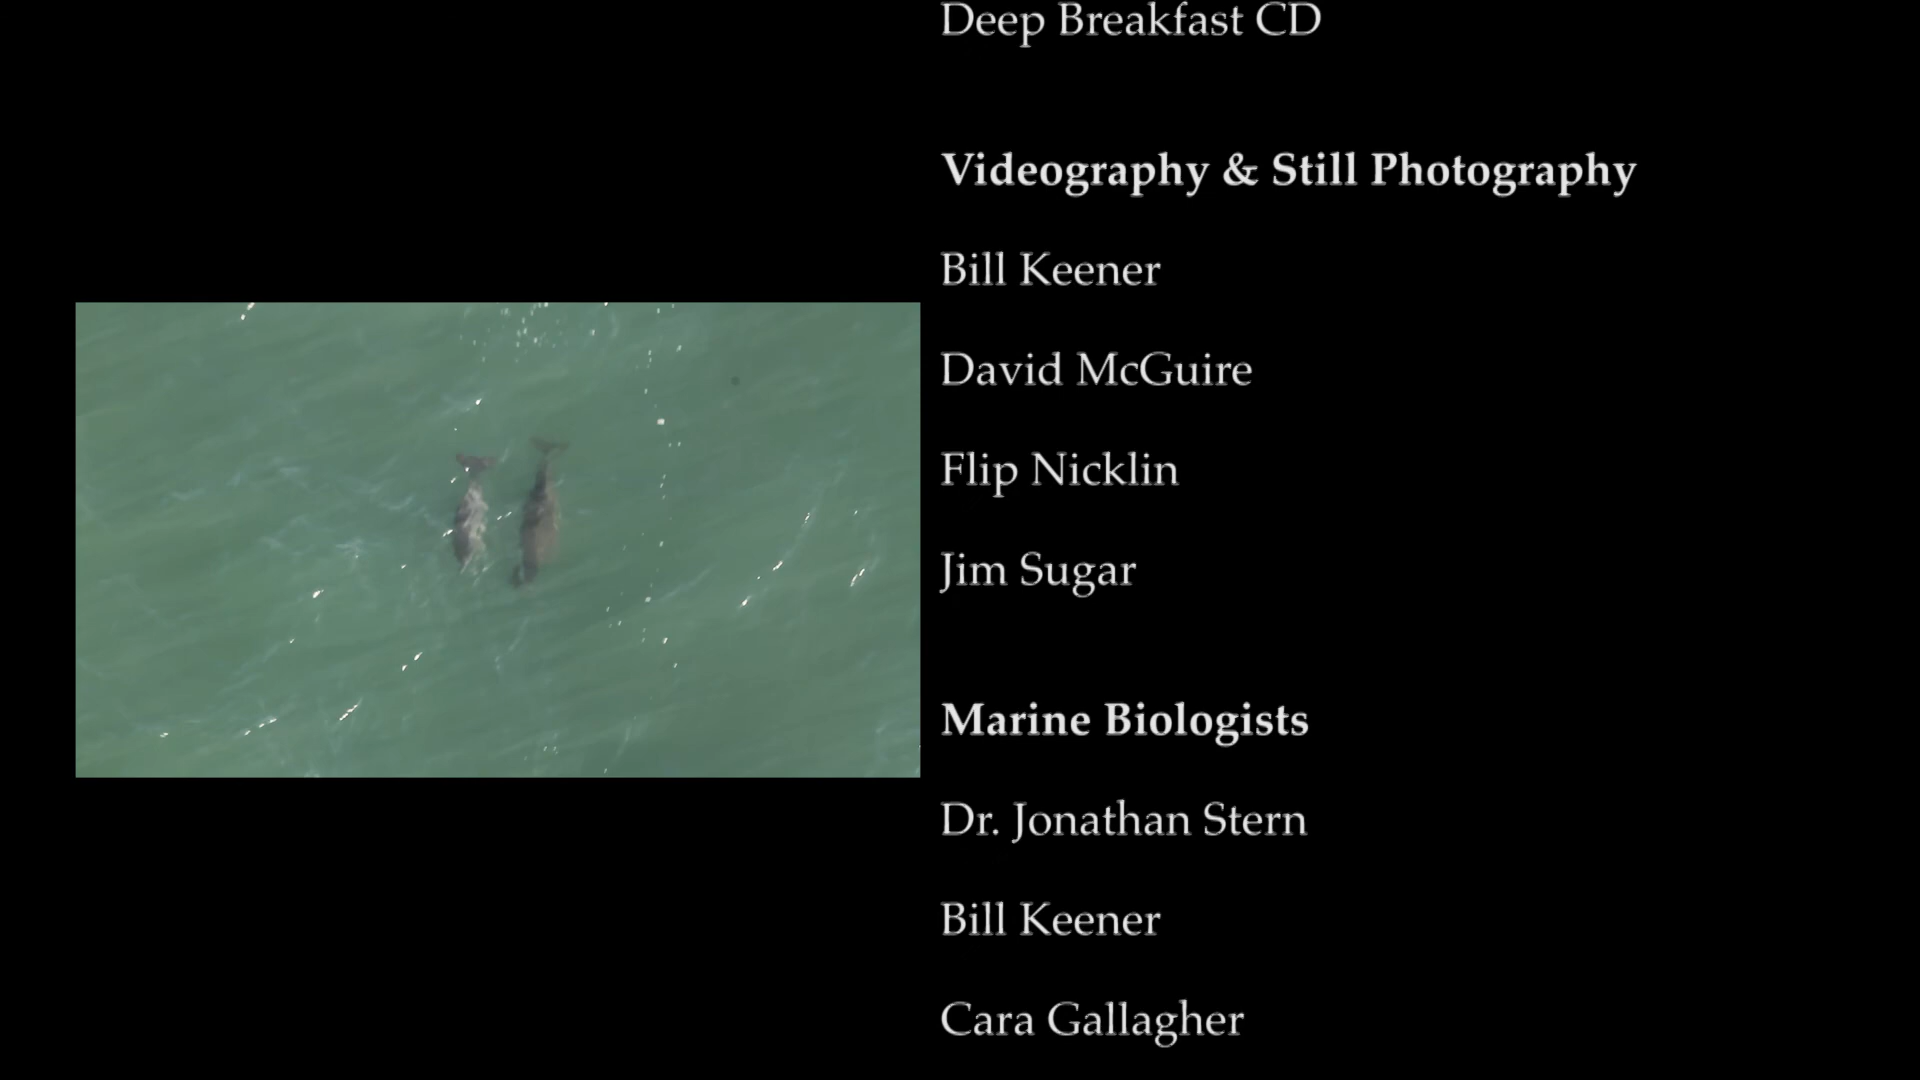 Deep Breakfast CD
Videography & Still Photography
Bill Keener
David McGuire
Flip Nicklin
Jim Sugar
Marine Biologists
Dr. Jonathan Stern
Bill Keener
Cara Gallagher